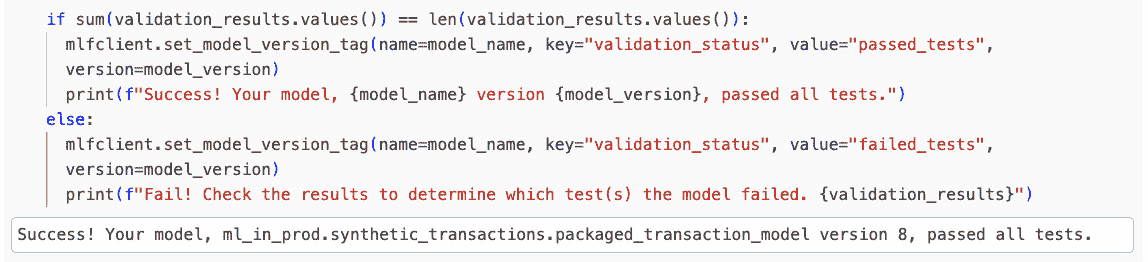 if sum(validation_results.values()) == len(validation_results.values()):
mlfclient.set_model_version_tag(name=model_name, key="validation_status", value="passed_tests",
version=model_version)
print(f"Success! Your model, {model_name} version {model_version}, passed all tests.")
else:
mlfclient.set_model_version_tag(name=model_name, key="validation_status", value="failed_tests",
version=model_version)
print(f"Fail! Check the results to determine which test(s) the model failed. {validation_results}")
Success! Your model, ml_in_prod.synthetic_transactions.packaged_transaction_model version 8, passed all tests.